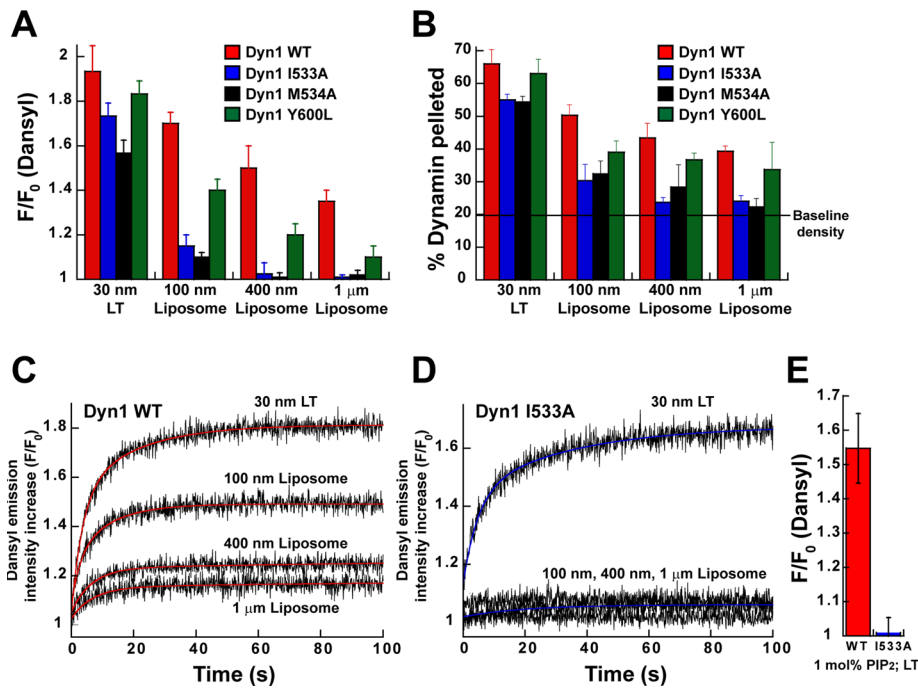 A
F/F0 (Dansyl)
2
1.8
1.6
1.4
1.2
1
Dyn1 WT
Dyn1 I533A
Dyn1 M534A
Dyn1 Y600L
30 nm 100 nm 400 nm 1 μm
LT Liposome Liposome Liposome
B
% Dynamin pelleted
70
60
50
40
30
20
10
0
Dyn1 WT
Dyn1 I533A
Dyn1 M534A
Dyn1 Y600L
Baseline
density
30 nm 100 nm 400 nm 1 μm
LT Liposome Liposome Liposome
C
Dyn1 WT
Dansyl emission
intensity increase (F/F0)
1.8
1.6
1.4
1.2
1
30 nm LT
100 nm Liposome
400 nm Liposome
1 μm Liposome
0 20 40 60 80 100
Time (s)
D
Dyn1 I533A
Dansyl emission
intensity increase (F/F0)
1.6
1.4
1.2
1
30 nm LT
100 nm, 400 nm, 1 μm Liposome
0 20 40 60 80 100
Time (s)
E
F/F0 (Dansyl)
1.7
1.6
1.5
1.4
1.3
1.2
1.1
1
WT I533A
1 mol% PIP2; LT